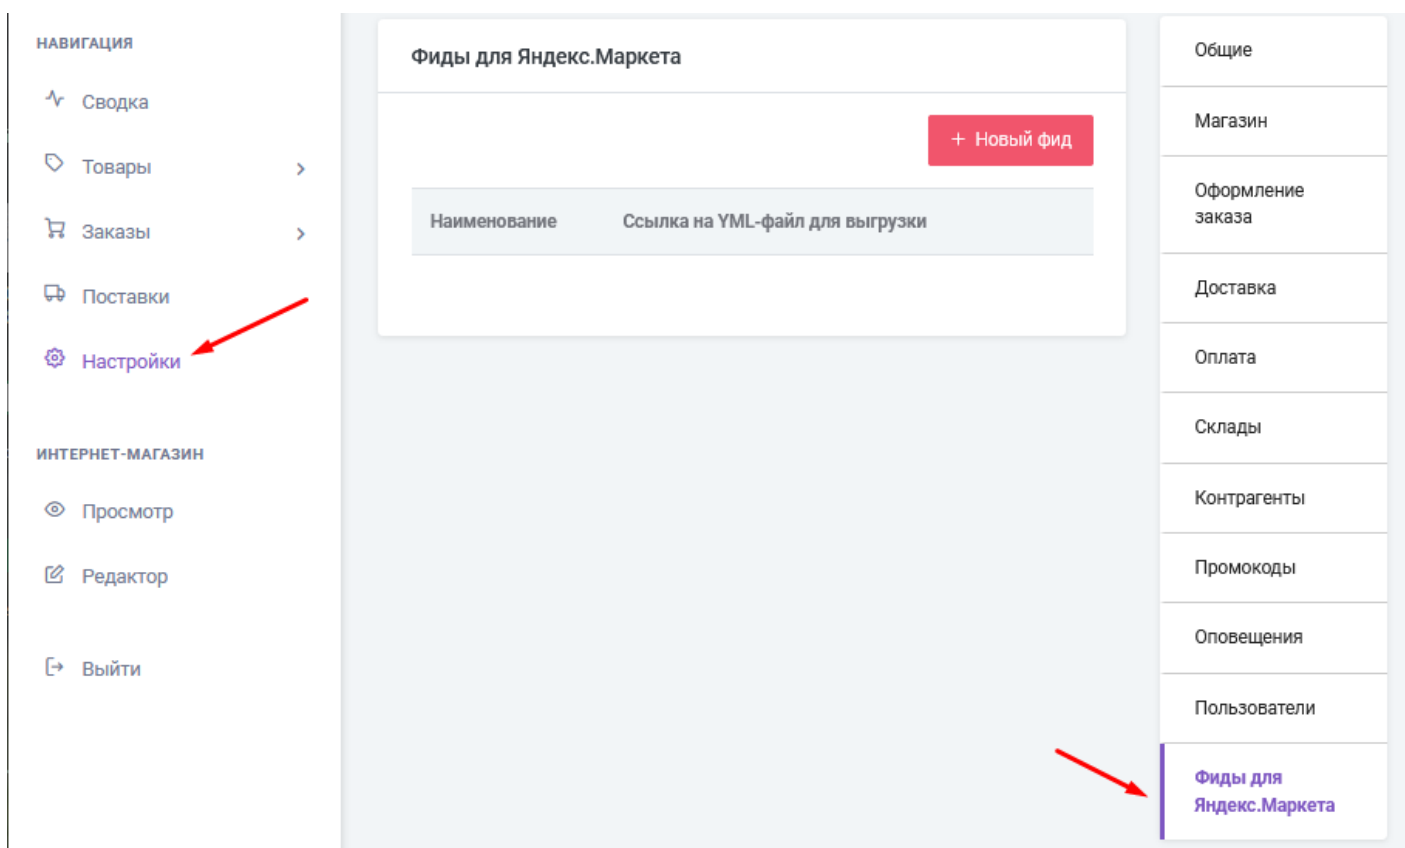 НАВИГАЦИЯ
Сводка
Товары
Заказы
Поставки
Настройки
ИНТЕРНЕТ-МАГАЗИН
Просмотр
Редактор
Выйти
Фиды для Яндекс.Маркета
+ Новый фид
Наименование Ссылка на YML-файл для выгрузки
Общие
Магазин
Оформление
заказа
Доставка
Оплата
Склады
Контрагенты
Промокоды
Оповещения
Пользователи
Фиды для
Яндекс.Маркета